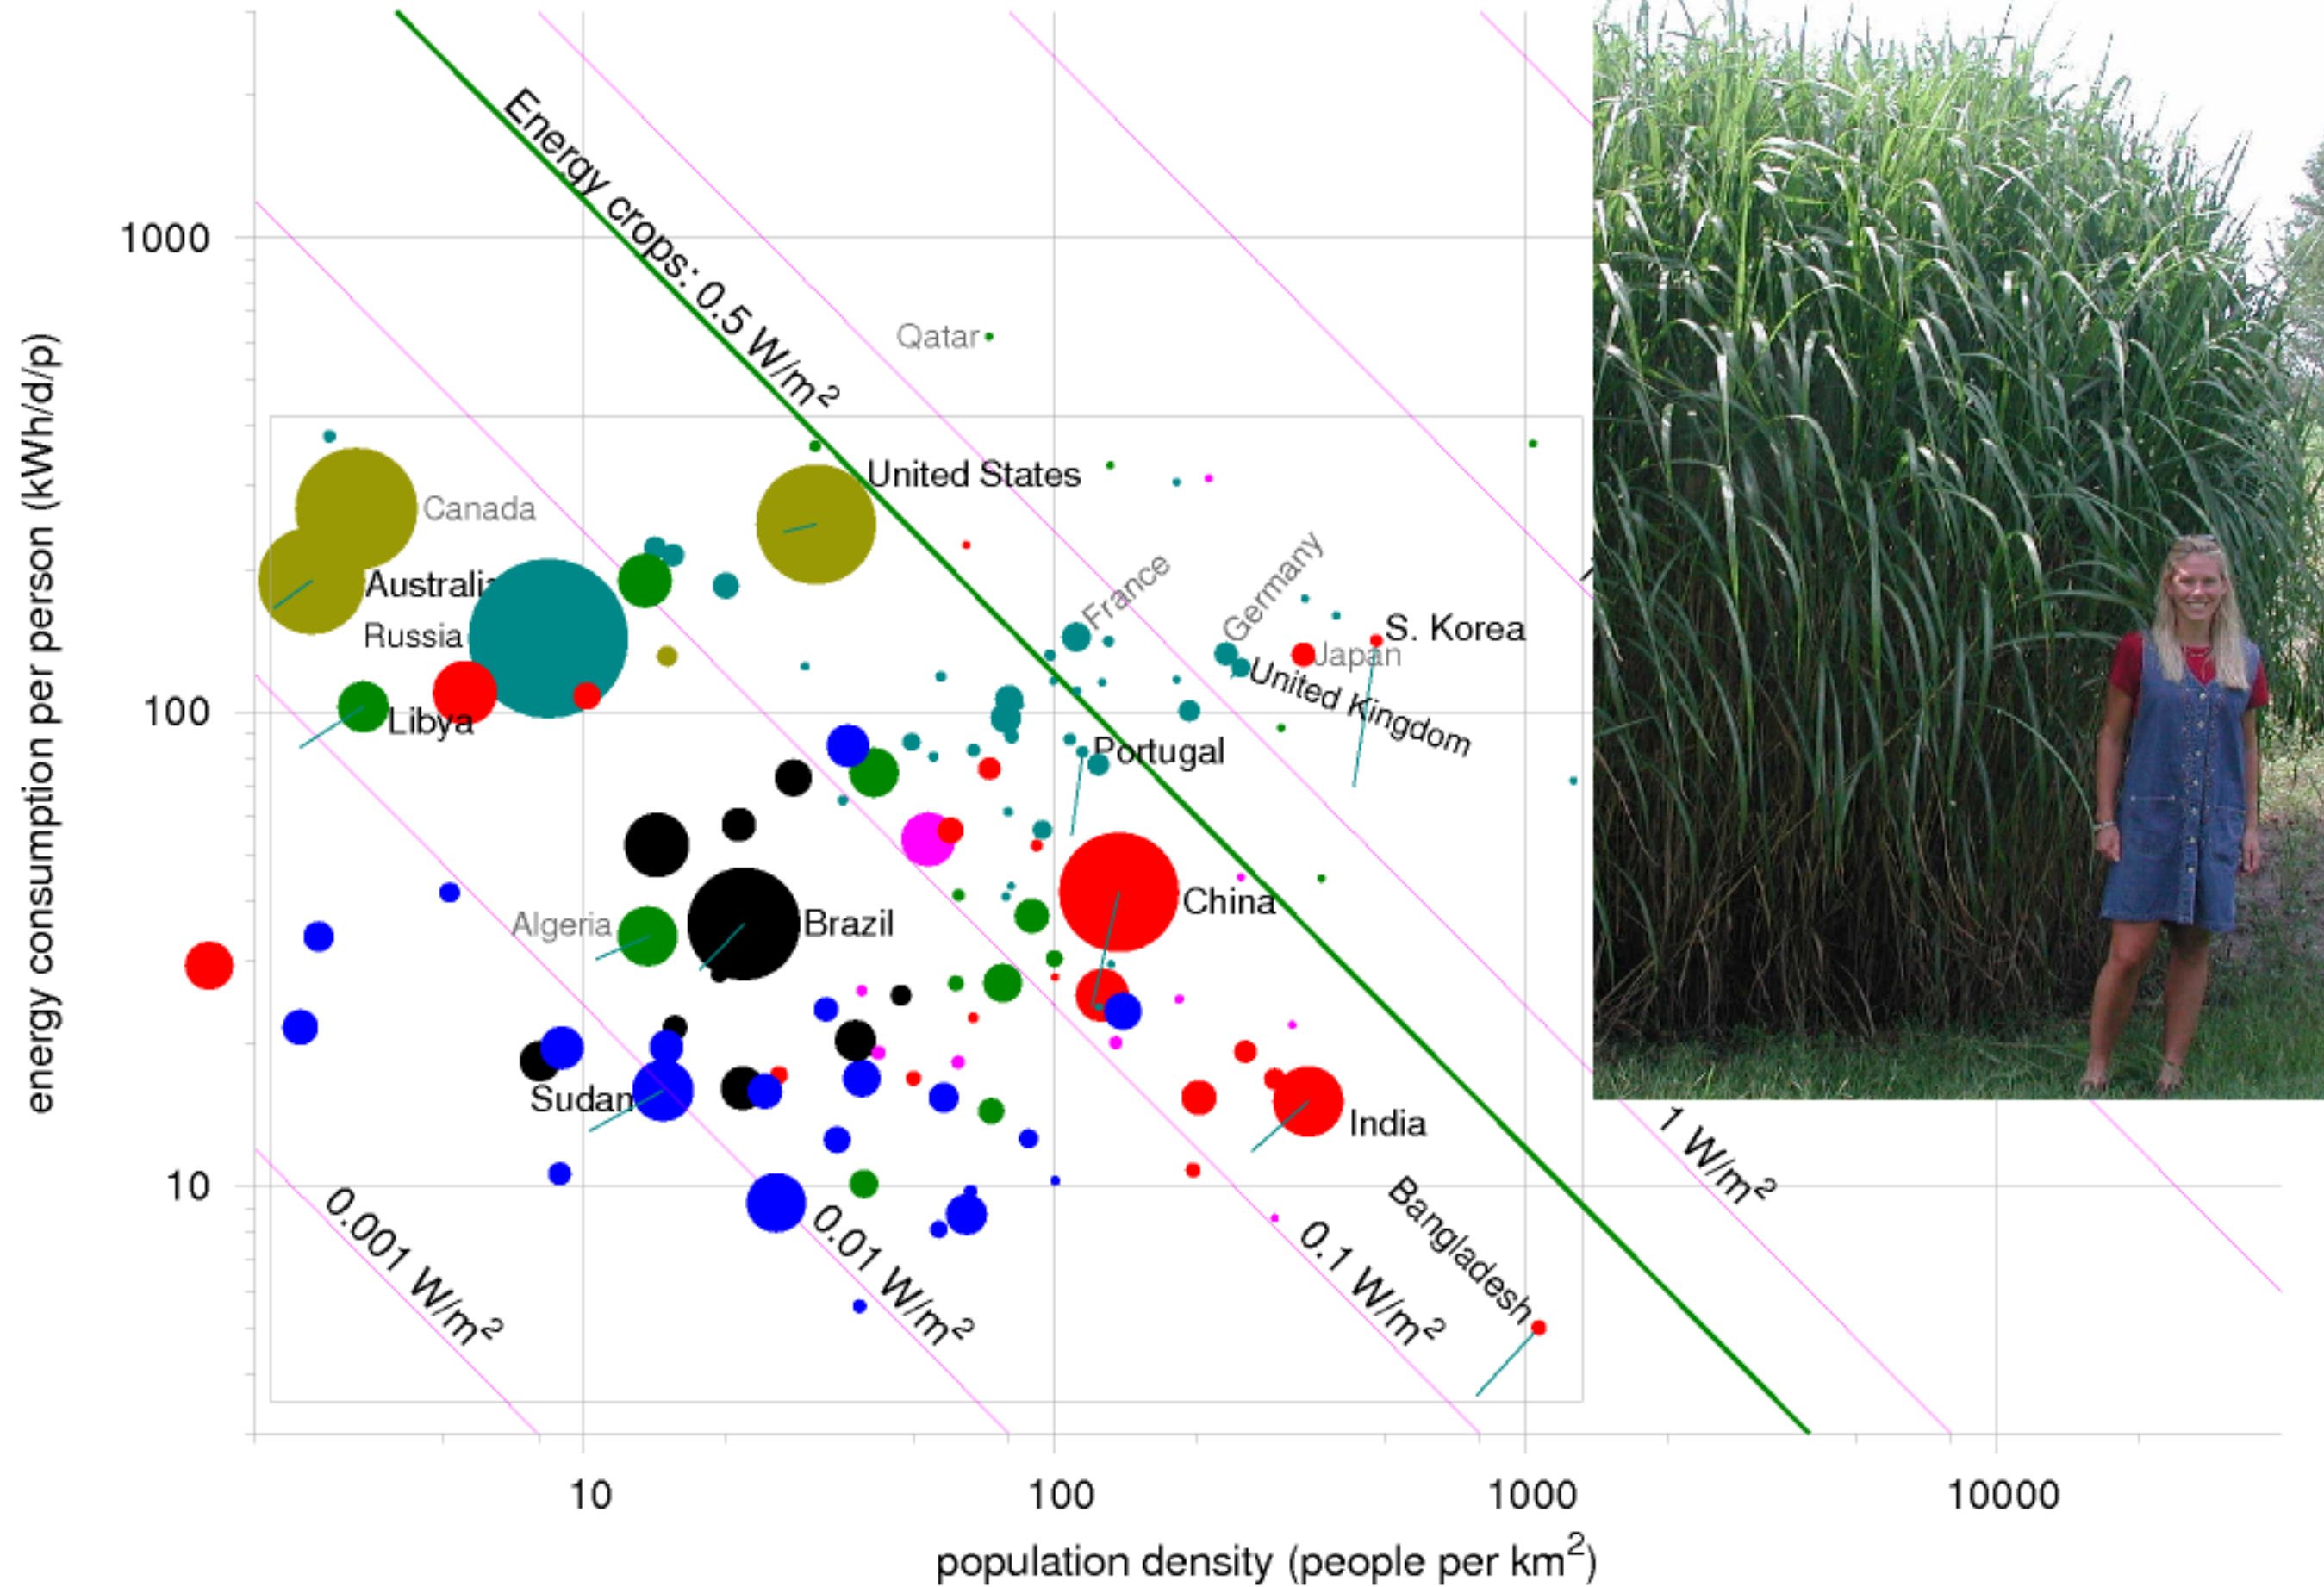 Energy crops: 0.5 W/m²
1000
Qatar
United States
Canada
France
Germany
Australia
Russia
S. Korea
Japan
United Kingdom
100
Libya
Portugal
China
Algeria
Brazil
Sudan
India
Bangladesh
10
0.001 W/m²
0.01 W/m²
0.1 W/m²
1 W/m²
energy consumption per person (kWh/d/p)
10
100
1000
10000
population density (people per km²)